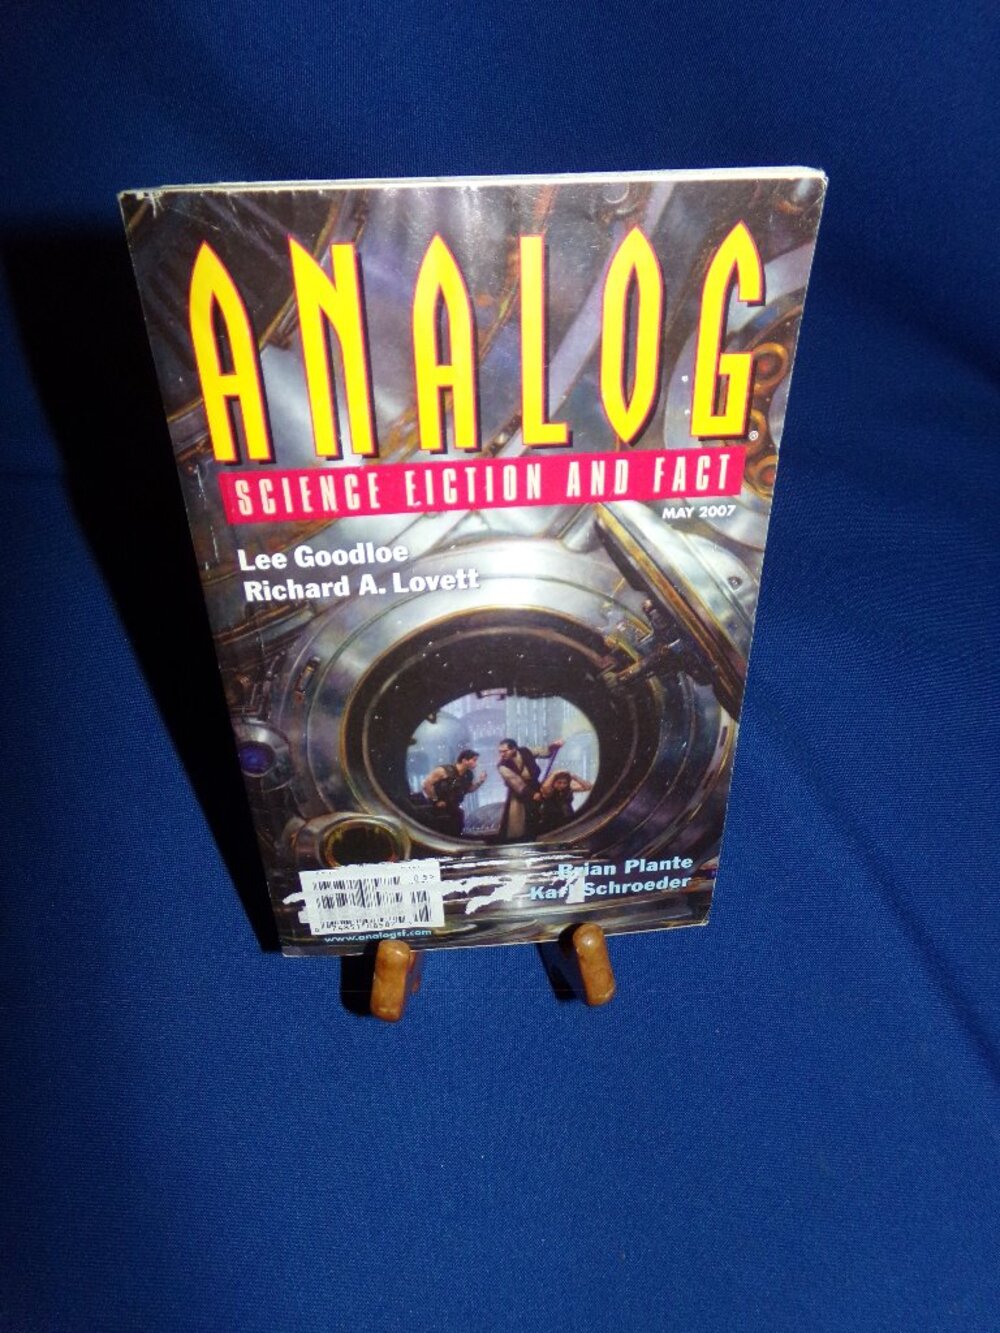 ANALOG
SCIENCE FICTION AND FACT
MAY 2007
Lee Goodloe
Richard A. Lovett
Brian Plante
Karl Schroeder
www.analogsf.com